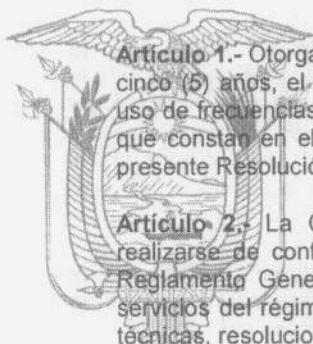 Artículo 1.- Otorga
cinco (5) años, el
uso de frecuencias
que constan en el
presente Resolució
Artículo 2.- La
realizarse de conf
Reglamento Gene
servicios del régim
técnicas, resolucio